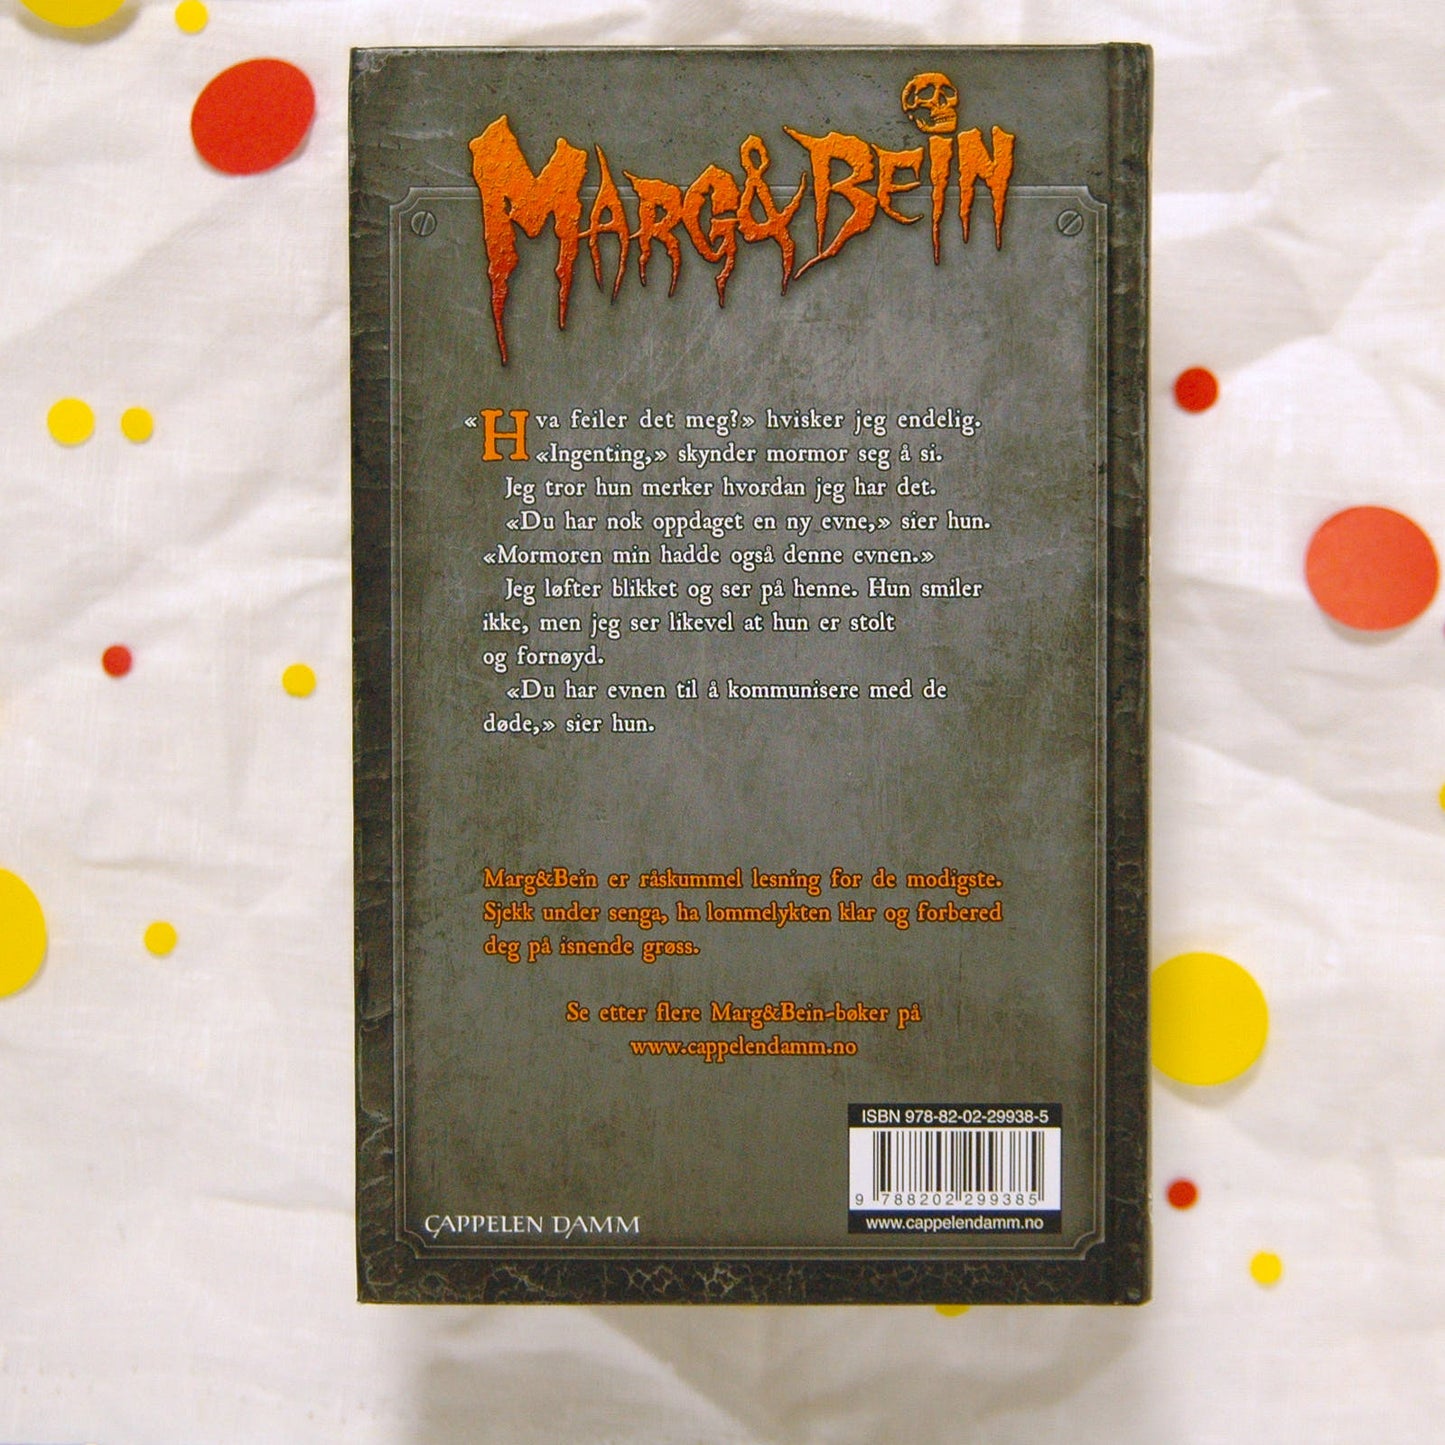 MARG&BEIN
«Hva feiler det meg?» hvisker jeg endelig.
«Ingenting,» skynder mormor seg å si.
Jeg tror hun merker hvordan jeg har det.
«Du har nok oppdaget en ny evne,» sier hun.
«Mormoren min hadde også denne evnen.»
Jeg løfter blikket og ser på henne. Hun smiler
ikke, men jeg ser likevel at hun er stolt
og fornøyd.
«Du har evnen til å kommunisere med de
døde,» sier hun.
Marg&Bein er råskummel lesning for de modigste.
Sjekk under senga, ha lommelykten klar og forbered
deg på isnende grøss.
Se etter flere Marg&Bein-bøker på
www.cappelendamm.no
ISBN 978-82-02-29938-5
9 788202 299385
www.cappelendamm.no
CAPPELEN DAMM